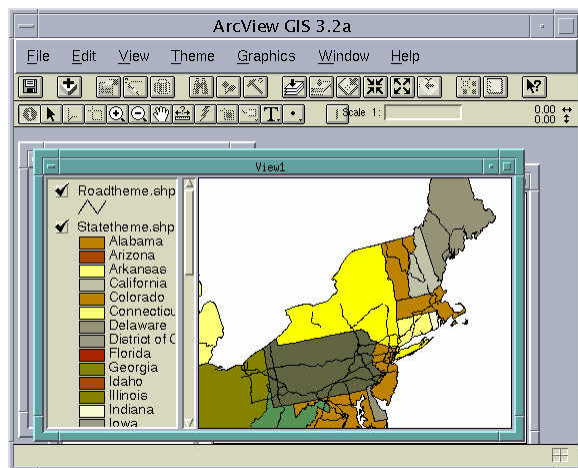 ArcView GIS 3.2a
File Edit View Theme Graphics Window Help
Scale 1: 0.00
0.00
View1
Roadtheme.shp
Statetheme.shp
Alabama
Arizona
Arkansas
California
Colorado
Connecticu
Delaware
District of C
Florida
Georgia
Idaho
Illinois
Indiana
Iowa